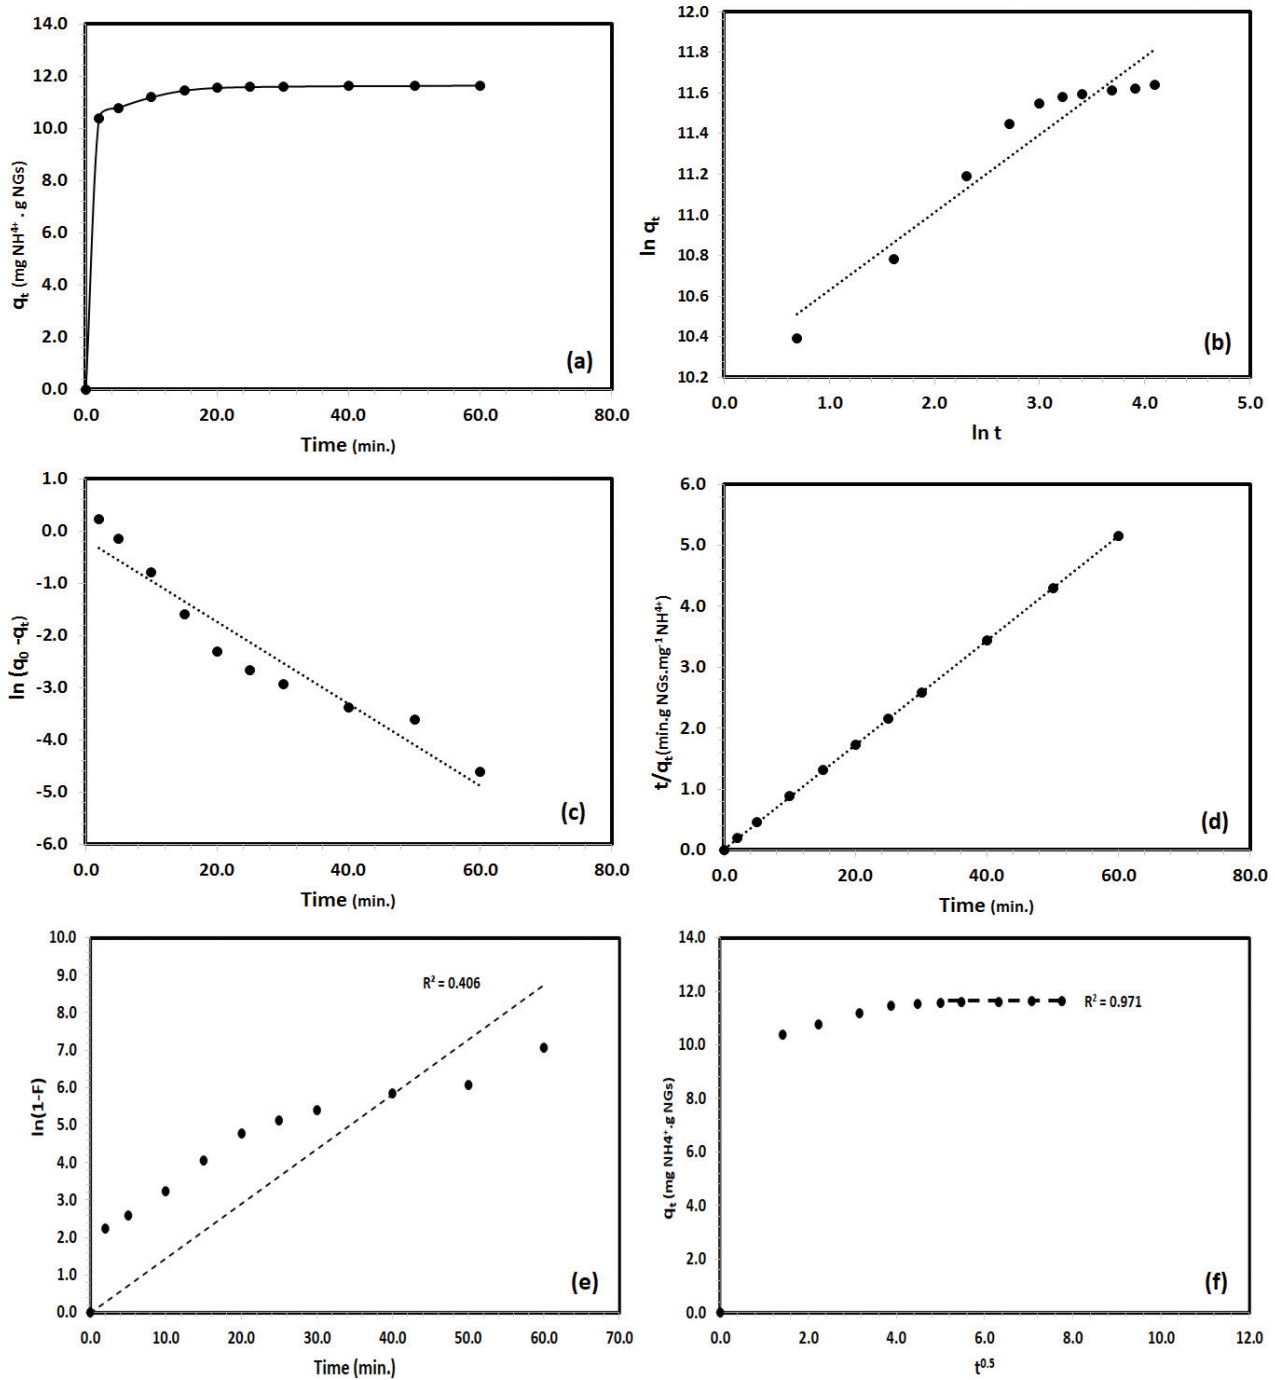 14.0
12.0
10.0
8.0
6.0
4.0
2.0
0.0
qt (mg NH⁴⁺ . g NGs)
(a)
0.0 20.0 40.0 60.0 80.0
Time (min.)
12.0
11.8
11.6
11.4
11.2
11.0
10.8
10.6
10.4
10.2
ln qt
(b)
0.0 1.0 2.0 3.0 4.0 5.0
ln t
1.0
0.0
-1.0
-2.0
-3.0
-4.0
-5.0
-6.0
ln (q₀ -qt)
(c)
0.0 20.0 40.0 60.0 80.0
Time (min.)
6.0
5.0
4.0
3.0
2.0
1.0
0.0
t/qt(min.g NGs.mg⁻¹NH⁴⁺)
(d)
0.0 20.0 40.0 60.0 80.0
Time (min.)
10.0
9.0
8.0
7.0
6.0
5.0
4.0
3.0
2.0
1.0
0.0
ln(1-F)
R² = 0.406
(e)
0.0 10.0 20.0 30.0 40.0 50.0 60.0 70.0
Time (min.)
14.0
12.0
10.0
8.0
6.0
4.0
2.0
0.0
qt (mg NH4⁺.g NGs)
R² = 0.971
(f)
0.0 2.0 4.0 6.0 8.0 10.0 12.0
t⁰·⁵